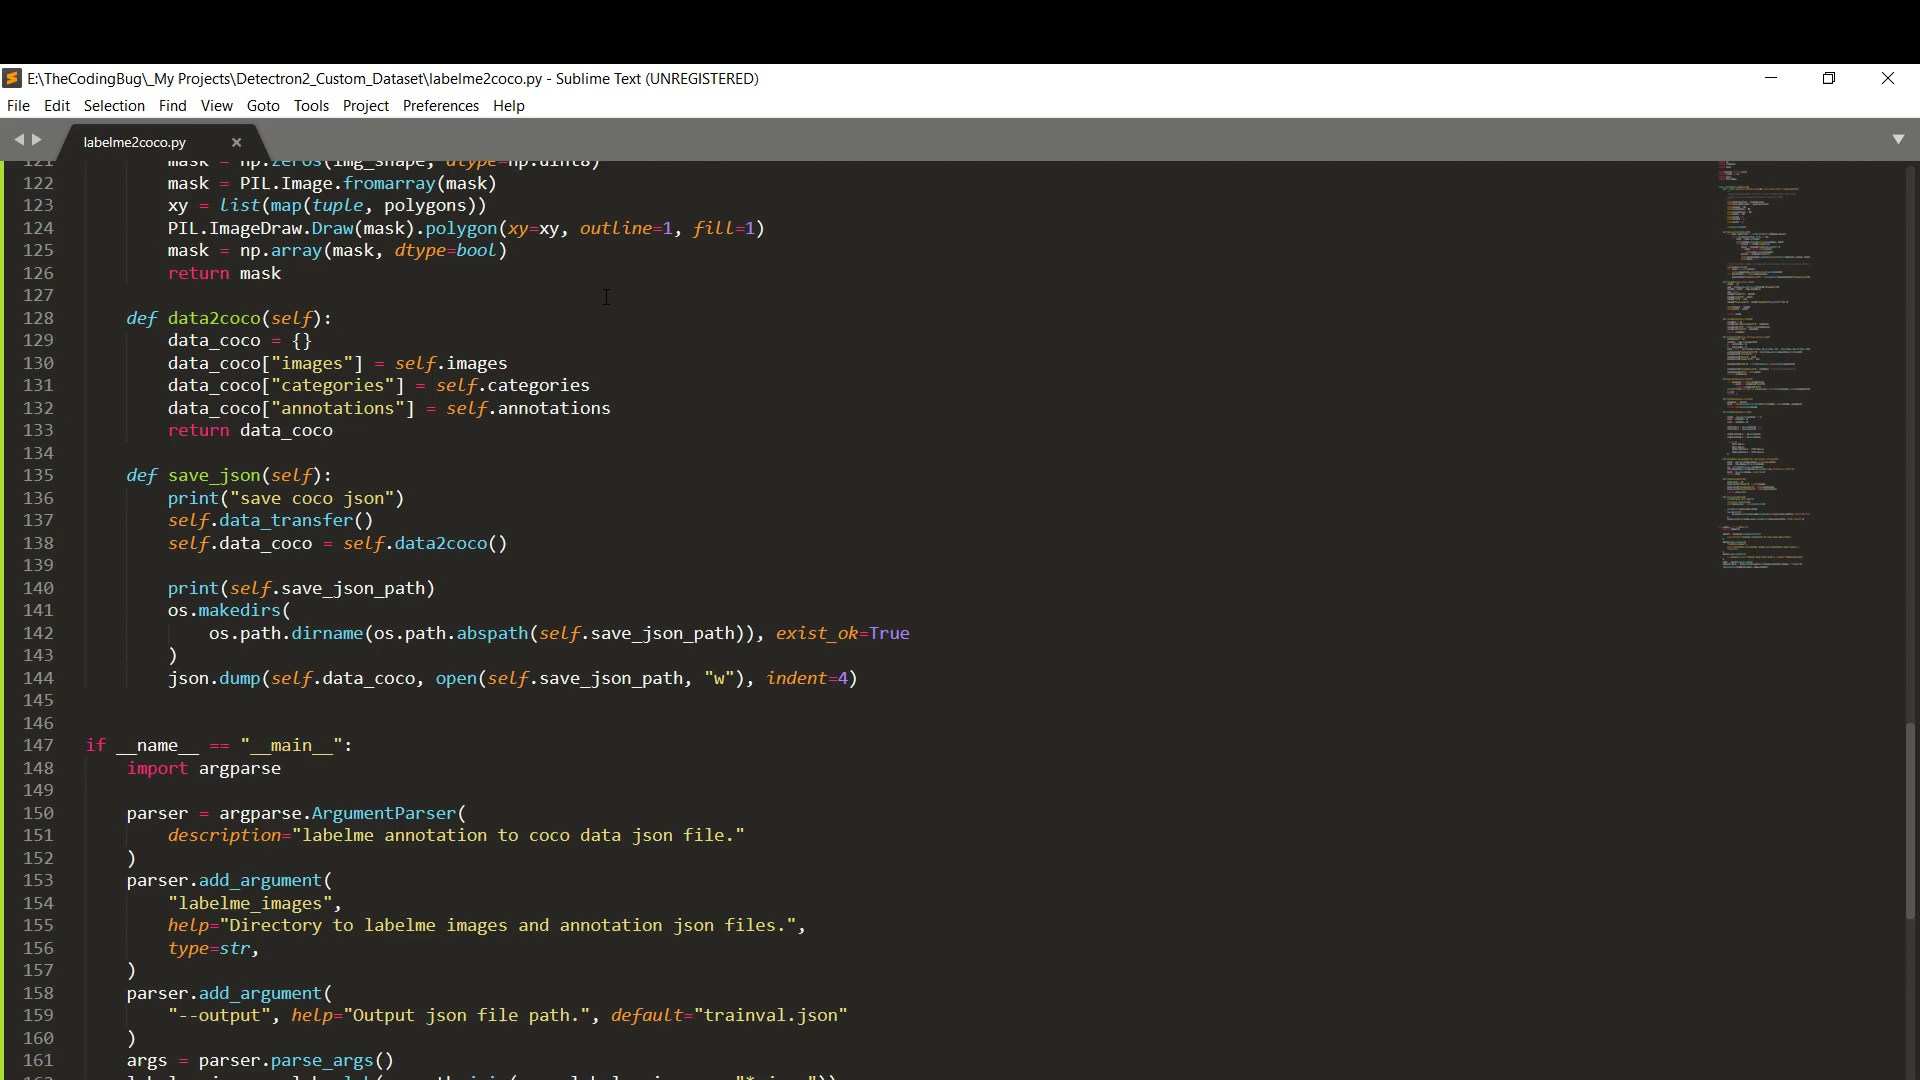 E:\TheCodingBug\_My Projects\Detectron2_Custom_Dataset\labelme2coco.py - Sublime Text (UNREGISTERED)
File Edit Selection Find View Goto Tools Project Preferences Help
labelme2coco.py
121 mask = np.zeros(img_shape, dtype=np.uint8)
122 mask = PIL.Image.fromarray(mask)
123 xy = list(map(tuple, polygons))
124 PIL.ImageDraw.Draw(mask).polygon(xy=xy, outline=1, fill=1)
125 mask = np.array(mask, dtype=bool)
126 return mask
127
128 def data2coco(self):
129 data_coco = {}
130 data_coco["images"] = self.images
131 data_coco["categories"] = self.categories
132 data_coco["annotations"] = self.annotations
133 return data_coco
134
135 def save_json(self):
136 print("save coco json")
137 self.data_transfer()
138 self.data_coco = self.data2coco()
139
140 print(self.save_json_path)
141 os.makedirs(
142 os.path.dirname(os.path.abspath(self.save_json_path)), exist_ok=True
143 )
144 json.dump(self.data_coco, open(self.save_json_path, "w"), indent=4)
145
146
147 if __name__ == "__main__":
148 import argparse
149
150 parser = argparse.ArgumentParser(
151 description="labelme annotation to coco data json file."
152 )
153 parser.add_argument(
154 "labelme_images",
155 help="Directory to labelme images and annotation json files.",
156 type=str,
157 )
158 parser.add_argument(
159 "--output", help="Output json file path.", default="trainval.json"
160 )
161 args = parser.parse_args()